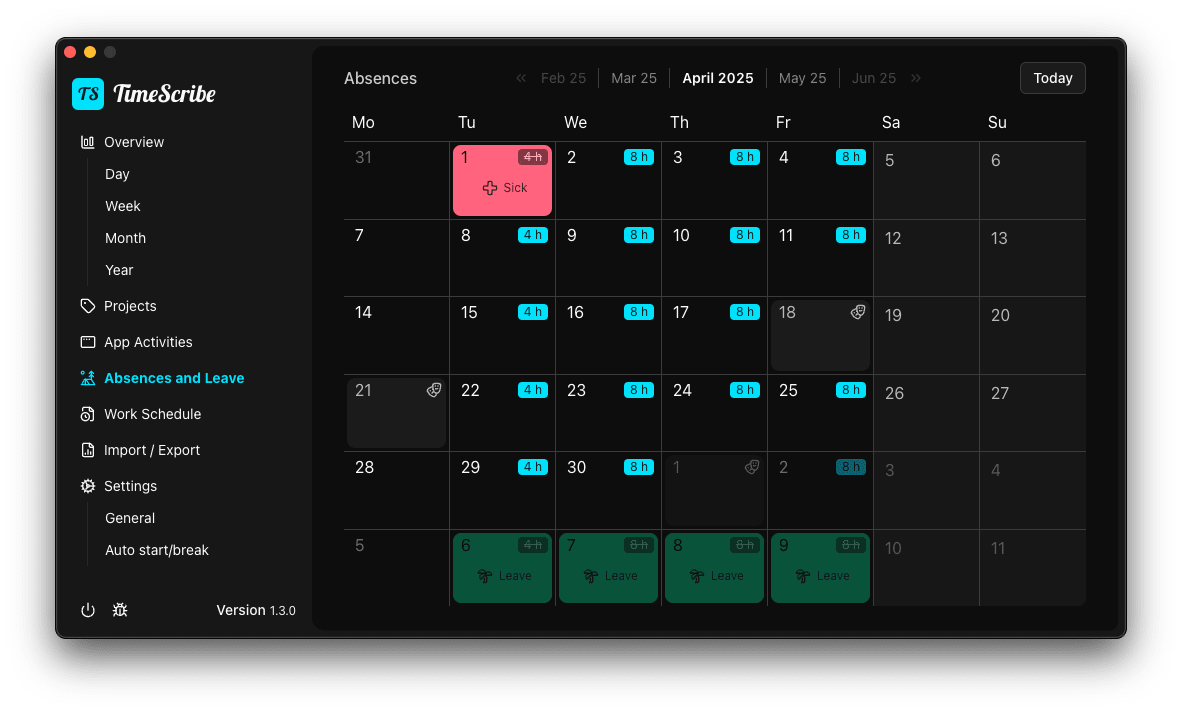 TS TimeScribe
Overview
Day
Week
Month
Year
Projects
App Activities
Absences and Leave
Work Schedule
Import / Export
Settings
General
Auto start/break
Version 1.3.0
Absences « Feb 25 Mar 25 April 2025 May 25 Jun 25 » Today
Mo Tu We Th Fr Sa Su
31 1 4 h 2 8 h 3 8 h 4 8 h 5 6
Sick
7 8 4 h 9 8 h 10 8 h 11 8 h 12 13
14 15 4 h 16 8 h 17 8 h 18 19 20
21 22 4 h 23 8 h 24 8 h 25 8 h 26 27
28 29 4 h 30 8 h 1 2 8 h 3 4
5 6 4 h 7 8 h 8 8 h 9 8 h 10 11
Leave Leave Leave Leave